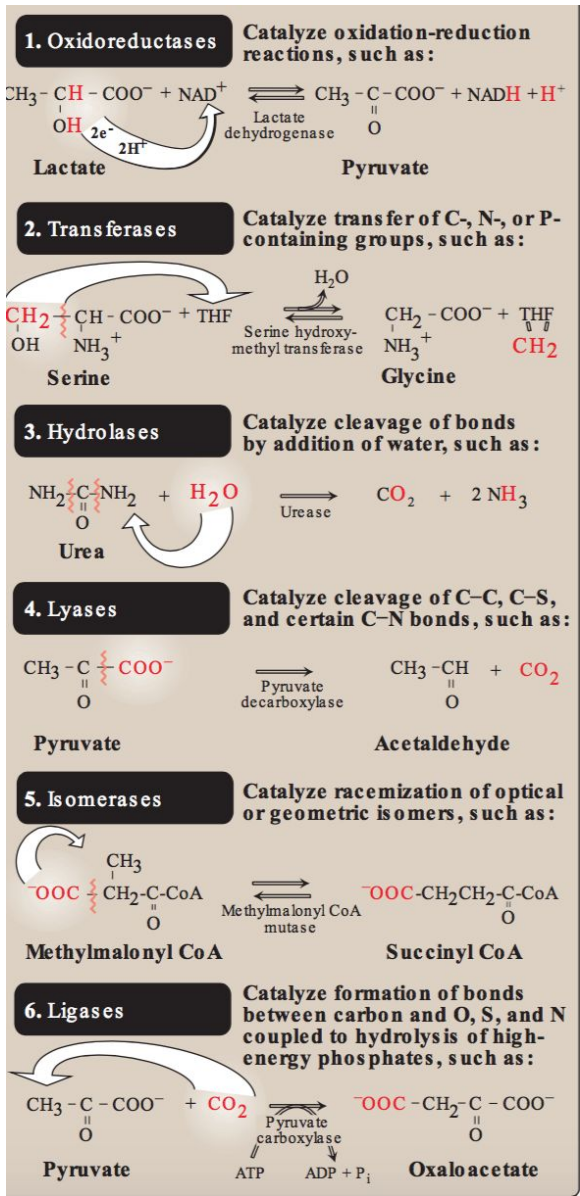 1. Oxidoreductases
Catalyze oxidation-reduction
reactions, such as:
CH3 – CH – COO– + NAD+ CH3 – C – COO– + NADH + H+
OH 2e- 2H+ Lactate dehydrogenase O
Lactate Pyruvate
2. Transferases
Catalyze transfer of C-, N-, or P-
containing groups, such as:
H2O
CH2 – CH – COO– + THF CH2 – COO– + THF
OH NH3+ Serine hydroxy-
methyl transferase NH3+ CH2
Serine Glycine
3. Hydrolases
Catalyze cleavage of bonds
by addition of water, such as:
NH2–C–NH2 + H2O CO2 + 2 NH3
O Urease
Urea
4. Lyases
Catalyze cleavage of C–C, C–S,
and certain C–N bonds, such as:
CH3 – C – COO– CH3 – CH + CO2
O Pyruvate decarboxylase O
Pyruvate Acetaldehyde
5. Isomerases
Catalyze racemization of optical
or geometric isomers, such as:
CH3
–OOC – CH2–C–CoA –OOC-CH2CH2-C-CoA
O Methylmalonyl CoA
mutase O
Methylmalonyl CoA Succinyl CoA
6. Ligases
Catalyze formation of bonds
between carbon and O, S, and N
coupled to hydrolysis of high-
energy phosphates, such as:
CH3 – C – COO– + CO2 –OOC – CH2– C – COO–
O Pyruvate
carboxylase O
Pyruvate ATP ADP + Pi Oxaloacetate